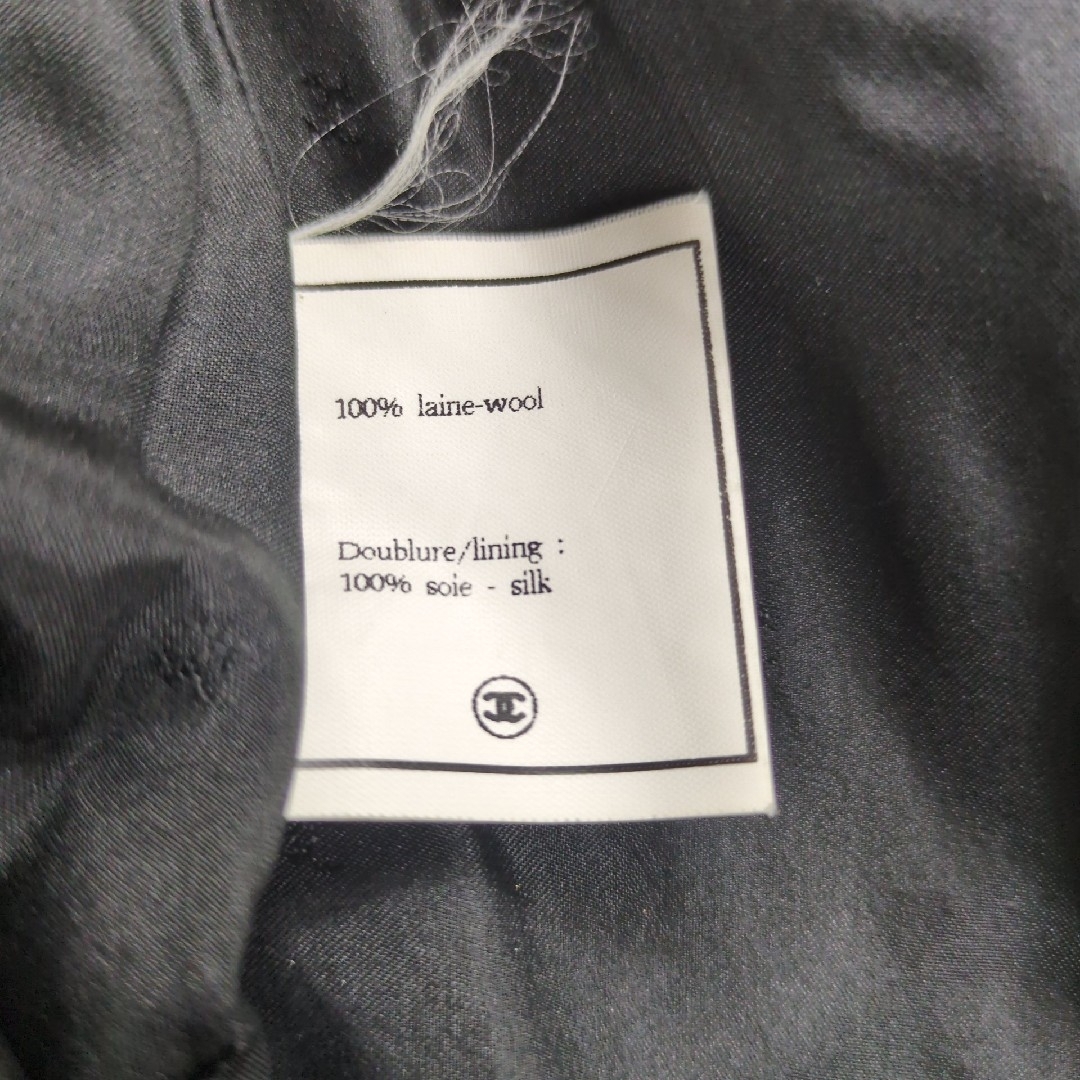 100% laine-wool
Doublure/lining :
100% soie - silk